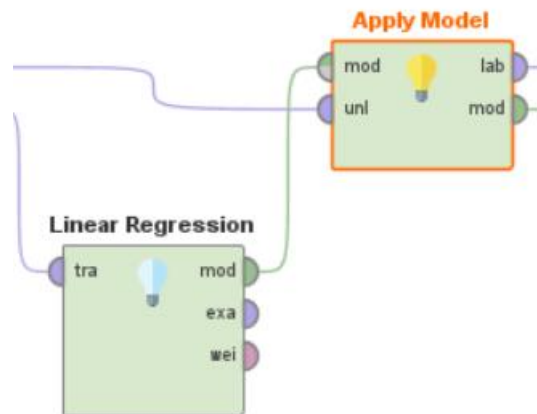 Apply Model
mod lab
unl mod
Linear Regression
tra mod
exa
wei